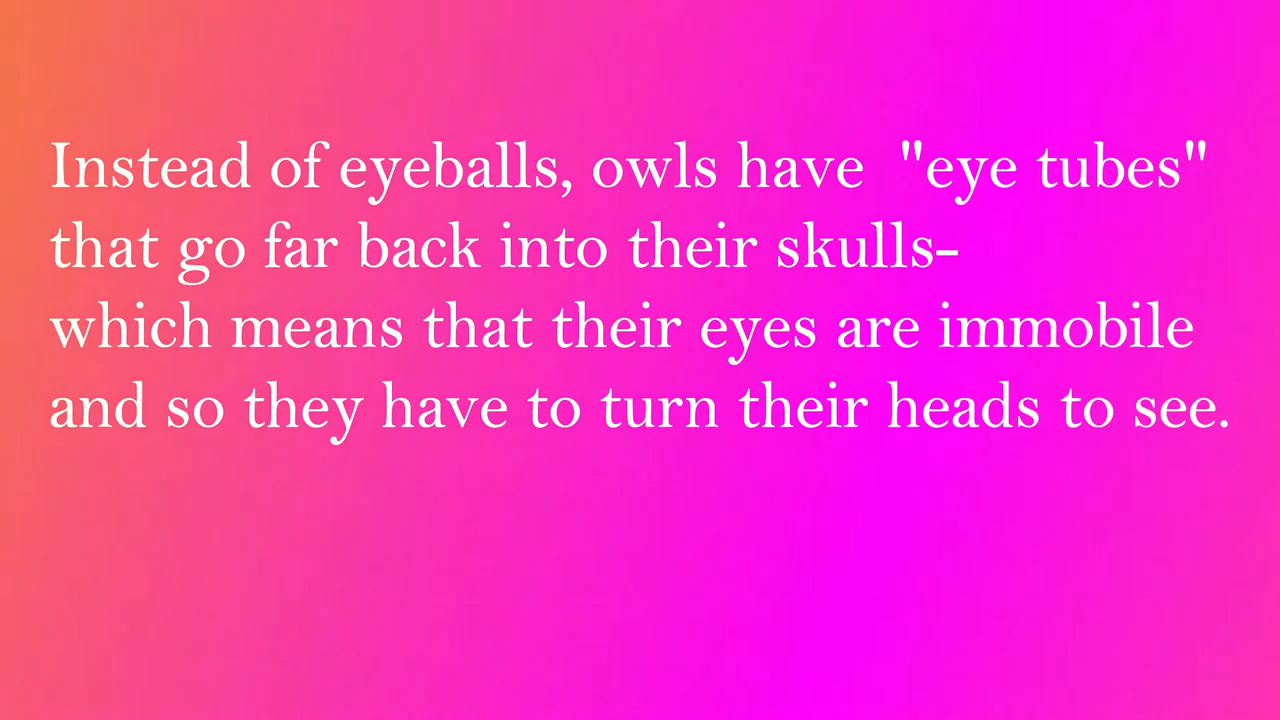 Instead of eyeballs, owls have  "eye tubes"
that go far back into their skulls–
which means that their eyes are immobile
and so they have to turn their heads to see.